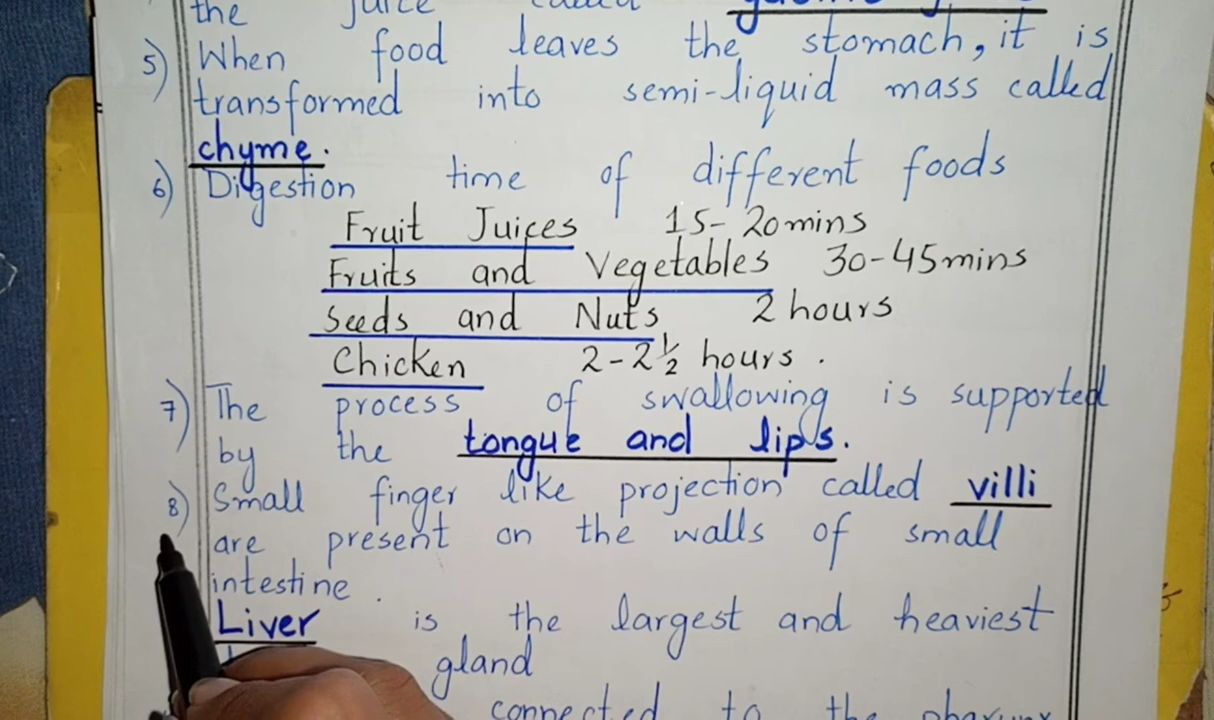 the juice called
5) When food leaves the stomach, it is
transformed into semi-liquid mass called
chyme.
6) Digestion time of different foods
Fruit Juices 15-20mins
Fruits and Vegetables 30-45mins
Seeds and Nuts 2 hours
Chicken 2-2½ hours.
7) The process of swallowing is supported
by the tongue and lips.
8) Small finger like projection called villi
are present on the walls of small
intestine.
Liver is the largest and heaviest
gland
connected to the pharynx